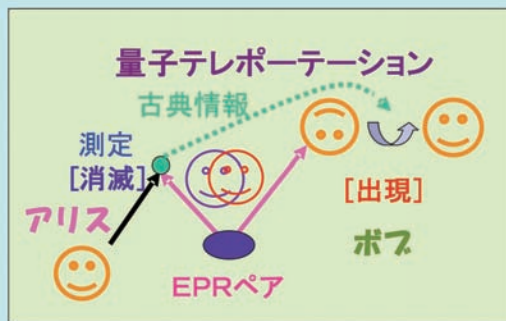 量子テレポーテーション
古典情報
測定
[消滅]
アリス
[出現]
ボブ
EPRペア